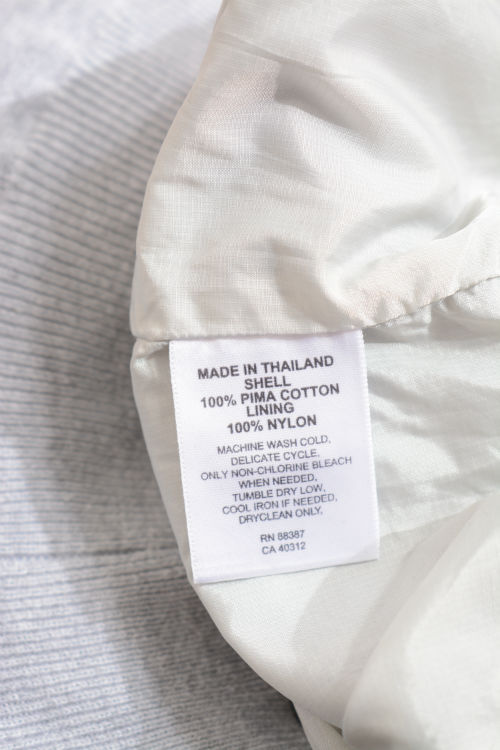 MADE IN THAILAND
SHELL
100% PIMA COTTON
LINING
100% NYLON
MACHINE WASH COLD,
DELICATE CYCLE,
ONLY NON-CHLORINE BLEACH
WHEN NEEDED,
TUMBLE DRY LOW,
COOL IRON IF NEEDED,
DRYCLEAN ONLY,
RN 88387
CA 40312